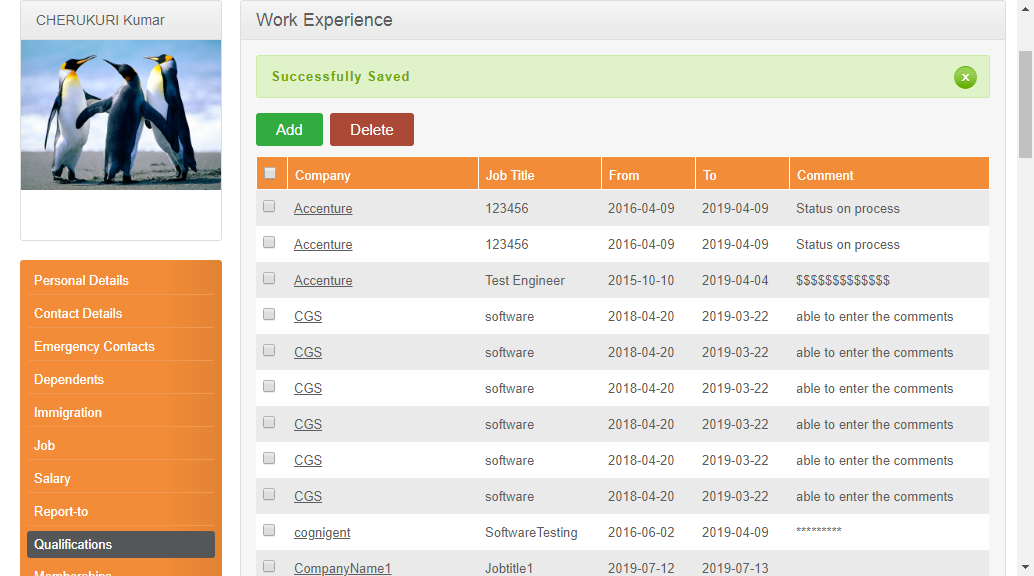 CHERUKURI Kumar
Work Experience
Successfully Saved
x
Add Delete
Company Job Title From To Comment
Accenture 123456 2016-04-09 2019-04-09 Status on process
Accenture 123456 2016-04-09 2019-04-09 Status on process
Accenture Test Engineer 2015-10-10 2019-04-04 $$$$$$$$$$$$$
CGS software 2018-04-20 2019-03-22 able to enter the comments
CGS software 2018-04-20 2019-03-22 able to enter the comments
CGS software 2018-04-20 2019-03-22 able to enter the comments
CGS software 2018-04-20 2019-03-22 able to enter the comments
CGS software 2018-04-20 2019-03-22 able to enter the comments
CGS software 2018-04-20 2019-03-22 able to enter the comments
cognigent SoftwareTesting 2016-06-02 2019-04-09 *********
CompanyName1 Jobtitle1 2019-07-12 2019-07-13
Personal Details
Contact Details
Emergency Contacts
Dependents
Immigration
Job
Salary
Report-to
Qualifications
Memberships